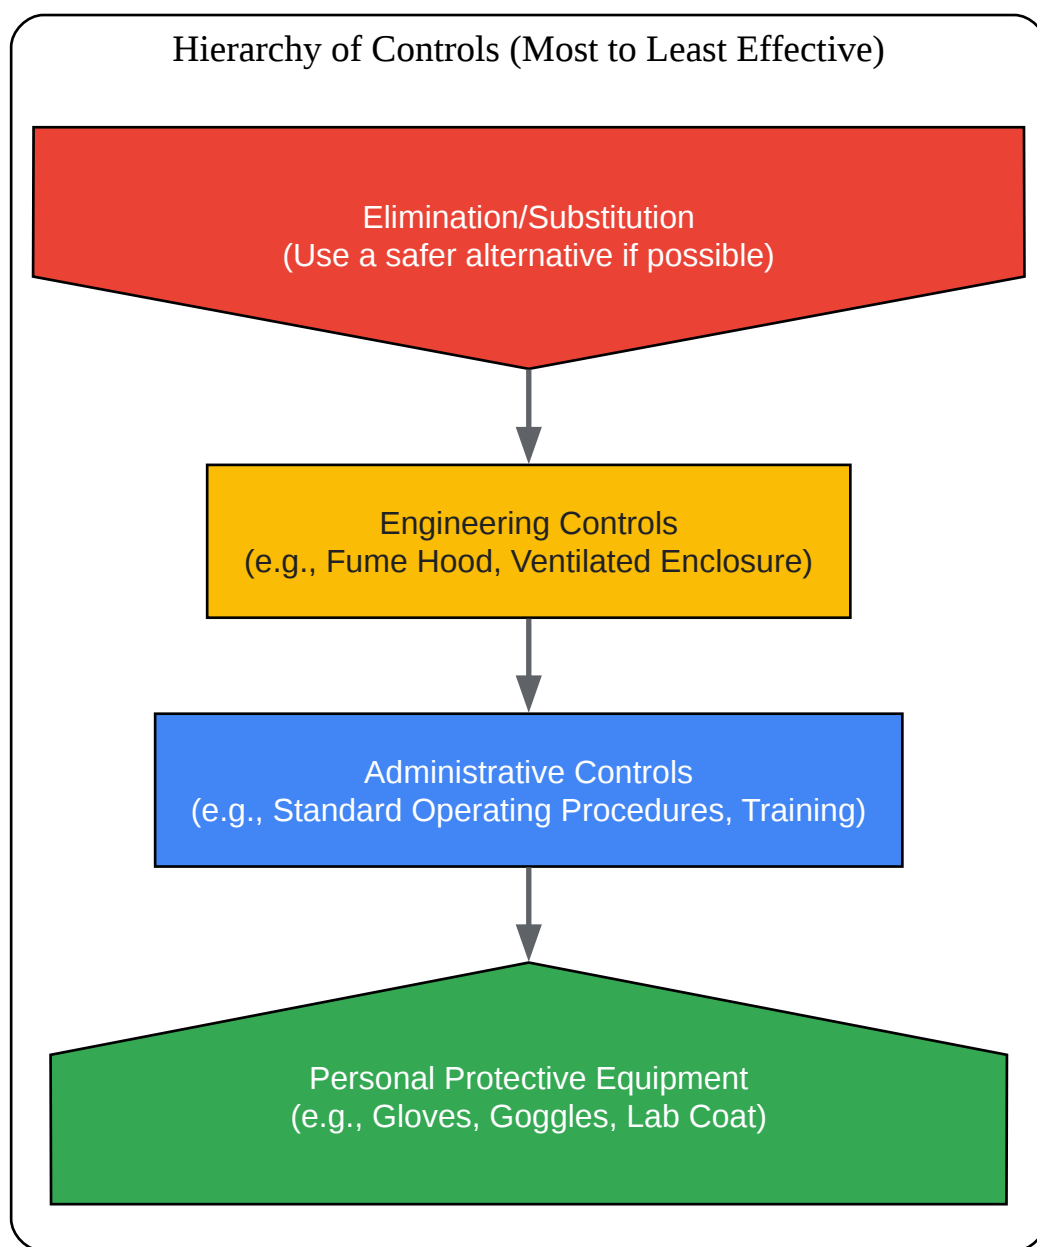 Hierarchy of Controls (Most to Least Effective)
Elimination/Substitution
(Use a safer alternative if possible)
Engineering Controls
(e.g., Fume Hood, Ventilated Enclosure)
Administrative Controls
(e.g., Standard Operating Procedures, Training)
Personal Protective Equipment
(e.g., Gloves, Goggles, Lab Coat)